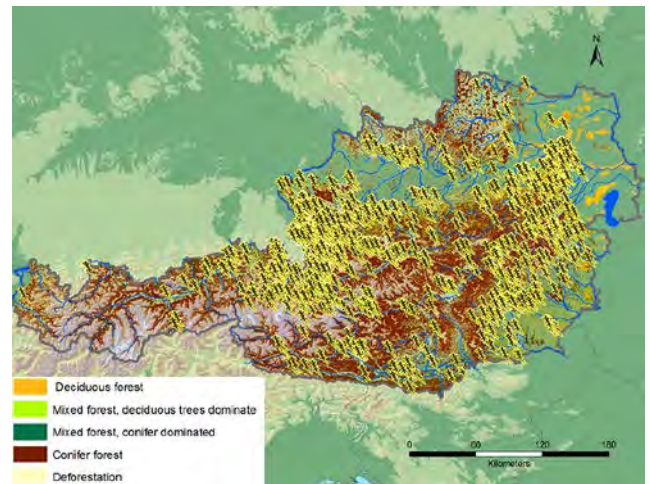 N
Deciduous forest
Mixed forest, deciduous trees dominate
Mixed forest, conifer dominated
Conifer forest
Deforestation
0 60 120 180
Kilometers